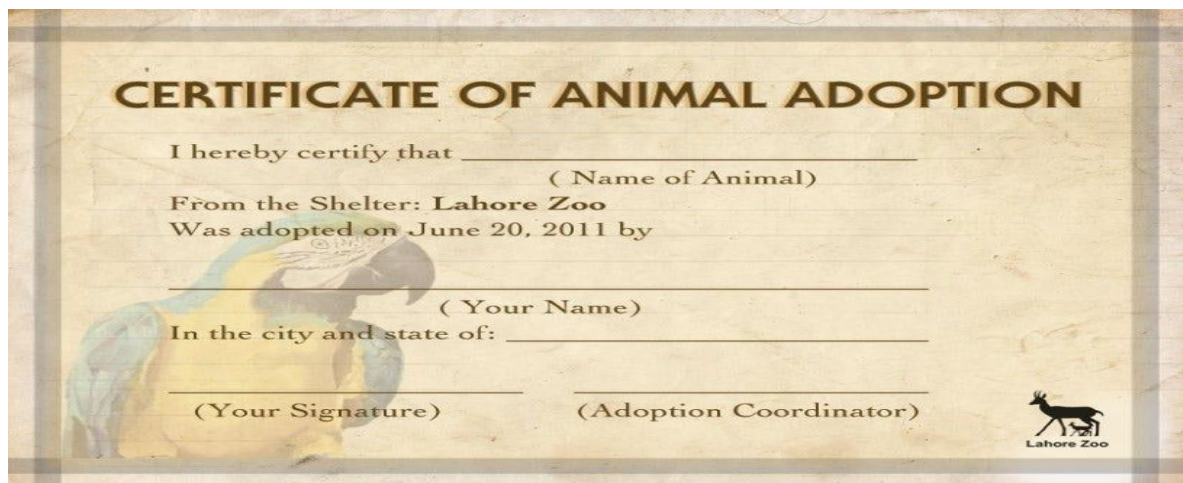 CERTIFICATE OF ANIMAL ADOPTION
I hereby certify that
( Name of Animal)
From the Shelter: Lahore Zoo
Was adopted on June 20, 2011 by
( Your Name)
In the city and state of:
(Your Signature) (Adoption Coordinator)
Lahore Zoo